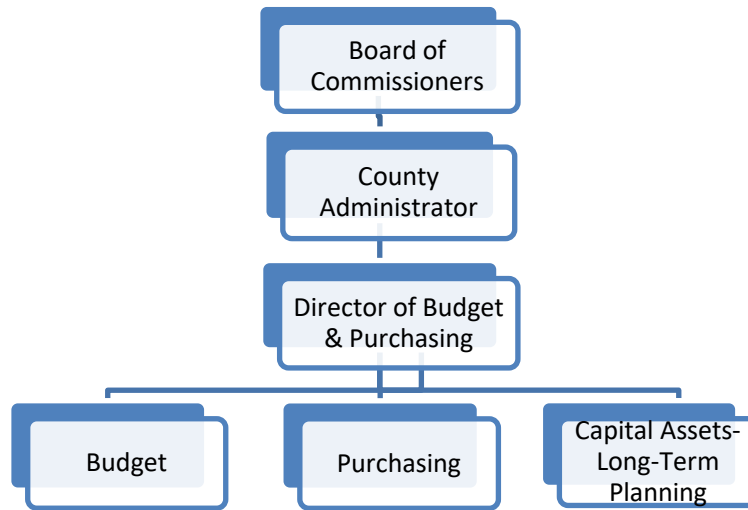 Board of
Commissioners
County
Administrator
Director of Budget
& Purchasing
Budget
Purchasing
Capital Assets-
Long-Term
Planning